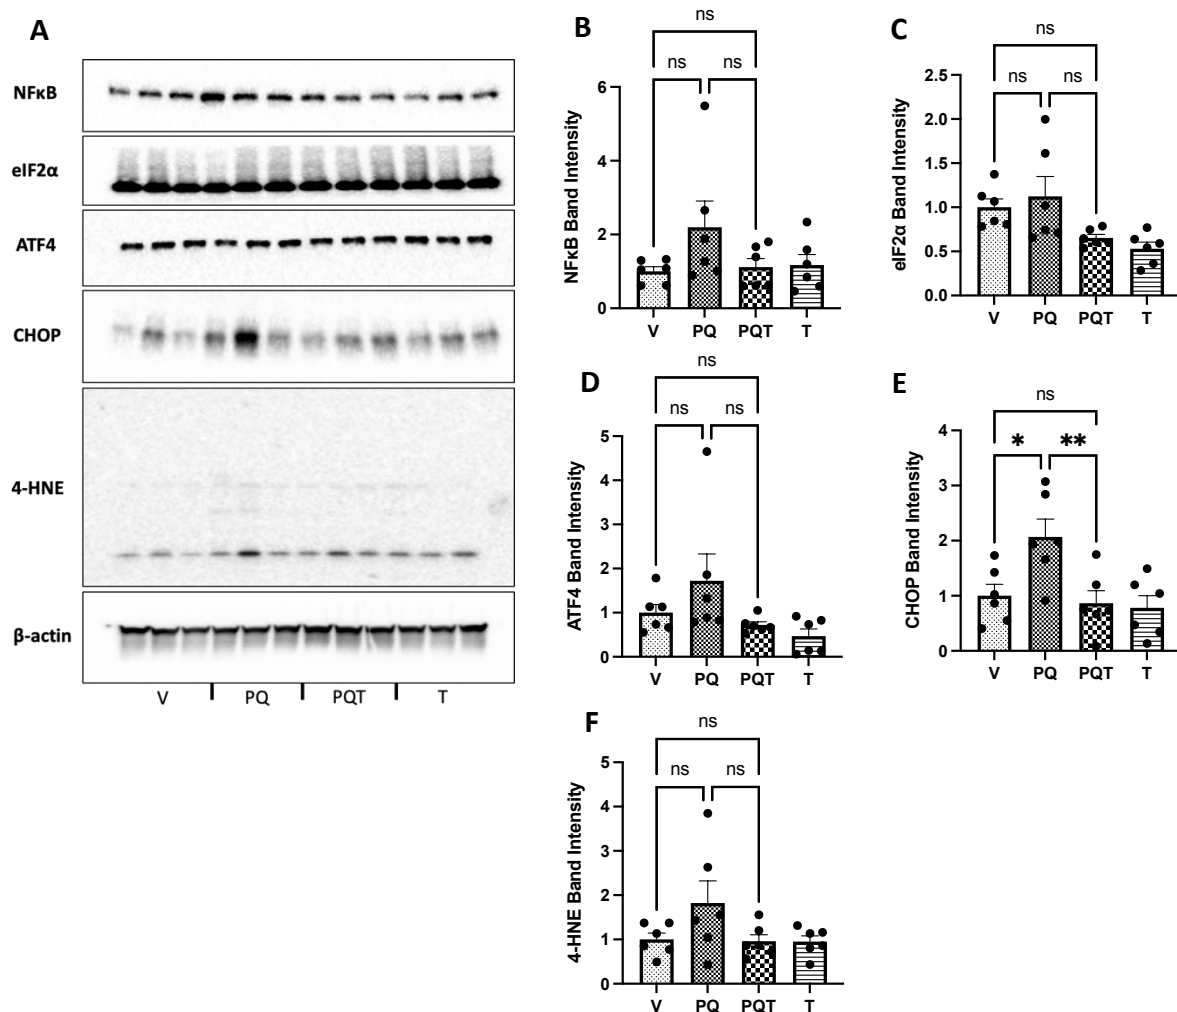 A
NFκB
eIF2α
ATF4
CHOP
4-HNE
β-actin
V PQ PQT T
B
ns
ns ns
NFκB Band Intensity
6
4
2
0
V PQ PQT T
C
ns
ns ns
eIF2α Band Intensity
2.5
2.0
1.5
1.0
0.5
0.0
V PQ PQT T
D
ns
ns ns
ATF4 Band Intensity
5
4
3
2
1
0
V PQ PQT T
E
ns
* **
CHOP Band Intensity
4
3
2
1
0
V PQ PQT T
F
ns
ns ns
4-HNE Band Intensity
5
4
3
2
1
0
V PQ PQT T